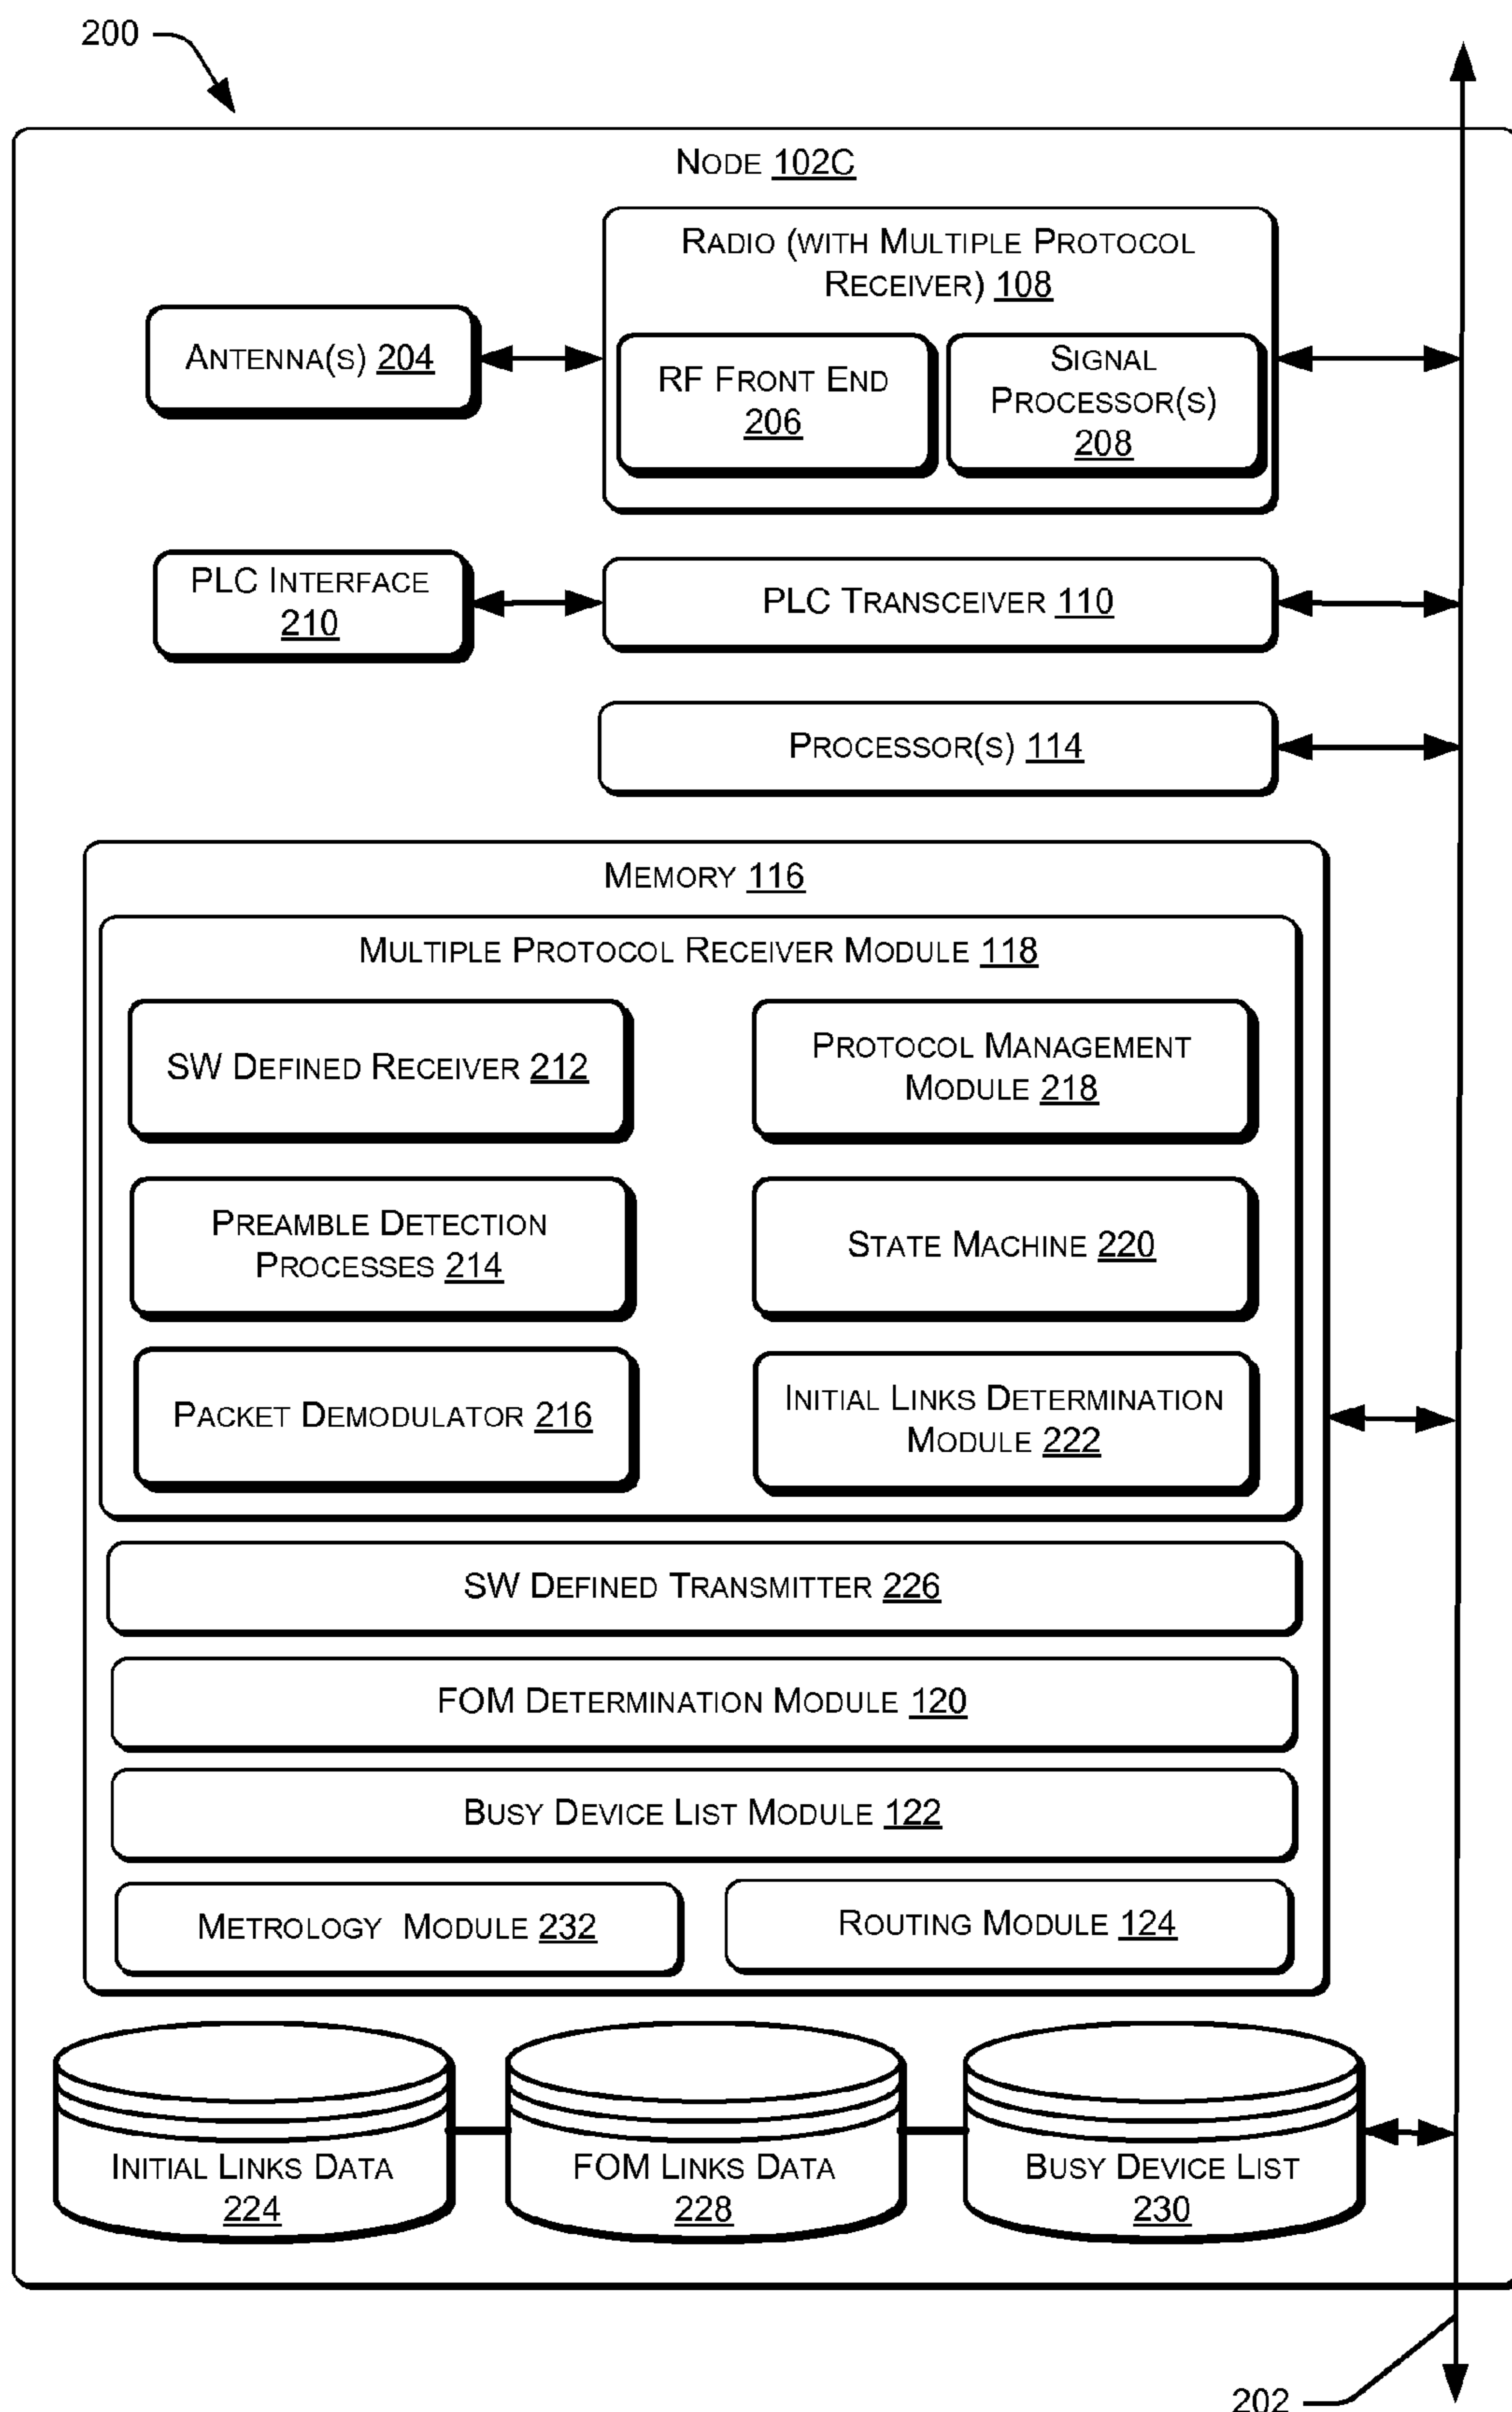 200
NODE 102C
RADIO (WITH MULTIPLE PROTOCOL
RECEIVER) 108
ANTENNA(S) 204
RF FRONT END
206
SIGNAL
PROCESSOR(S)
208
PLC INTERFACE
210
PLC TRANSCEIVER 110
PROCESSOR(S) 114
MEMORY 116
MULTIPLE PROTOCOL RECEIVER MODULE 118
SW DEFINED RECEIVER 212
PROTOCOL MANAGEMENT
MODULE 218
PREAMBLE DETECTION
PROCESSES 214
STATE MACHINE 220
PACKET DEMODULATOR 216
INITIAL LINKS DETERMINATION
MODULE 222
SW DEFINED TRANSMITTER 226
FOM DETERMINATION MODULE 120
BUSY DEVICE LIST MODULE 122
METROLOGY MODULE 232
ROUTING MODULE 124
INITIAL LINKS DATA
224
FOM LINKS DATA
228
BUSY DEVICE LIST
230
202